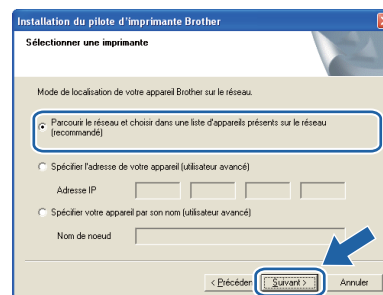 Installation du pilote d'imprimante Brother
Sélectionner une imprimante
Mode de localisation de votre appareil Brother sur le réseau.
Parcourir le réseau et choisir dans une liste d'appareils présents sur le réseau
(recommandé)
Spécifier l'adresse de votre appareil (utilisateur avancé)
Adresse IP
Spécifier votre appareil par son nom (utilisateur avancé)
Nom de noeud
< Précéden
Suivant >
Annuler